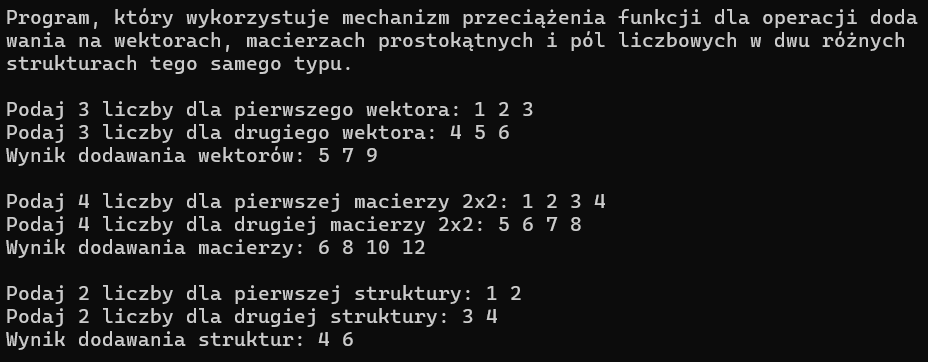 Program, który wykorzystuje mechanizm przeciążenia funkcji dla operacji doda
wania na wektorach, macierzach prostokątnych i pól liczbowych w dwu różnych
strukturach tego samego typu.
Podaj 3 liczby dla pierwszego wektora: 1 2 3
Podaj 3 liczby dla drugiego wektora: 4 5 6
Wynik dodawania wektorów: 5 7 9
Podaj 4 liczby dla pierwszej macierzy 2x2: 1 2 3 4
Podaj 4 liczby dla drugiej macierzy 2x2: 5 6 7 8
Wynik dodawania macierzy: 6 8 10 12
Podaj 2 liczby dla pierwszej struktury: 1 2
Podaj 2 liczby dla drugiej struktury: 3 4
Wynik dodawania struktur: 4 6